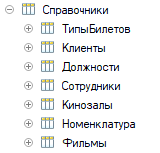 Справочники
ТипыБилетов
Клиенты
Должности
Сотрудники
Кинозалы
Номенклатура
Фильмы